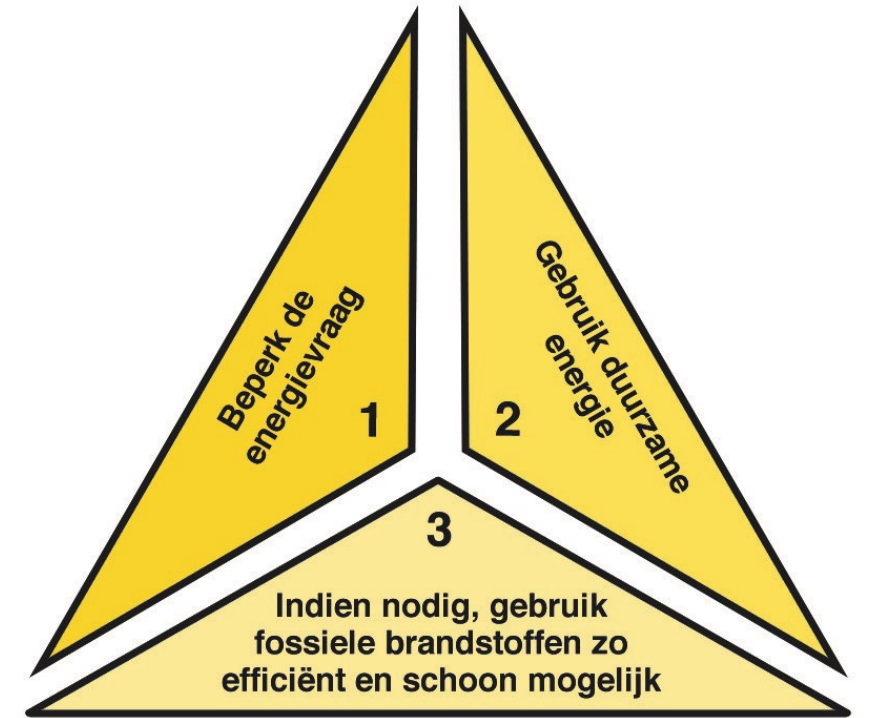 Beperk de
energievraag
1
Gebruik duurzame
energie
2
3
Indien nodig, gebruik
fossiele brandstoffen zo
efficiënt en schoon mogelijk